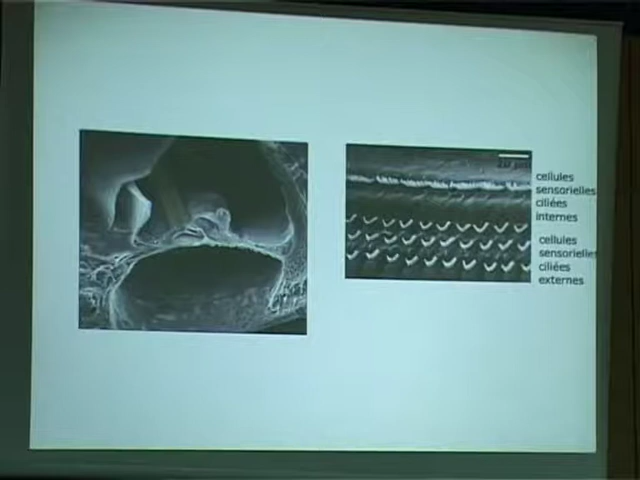 cellules
sensorielles
ciliées
internes
cellules
sensorielles
ciliées
externes